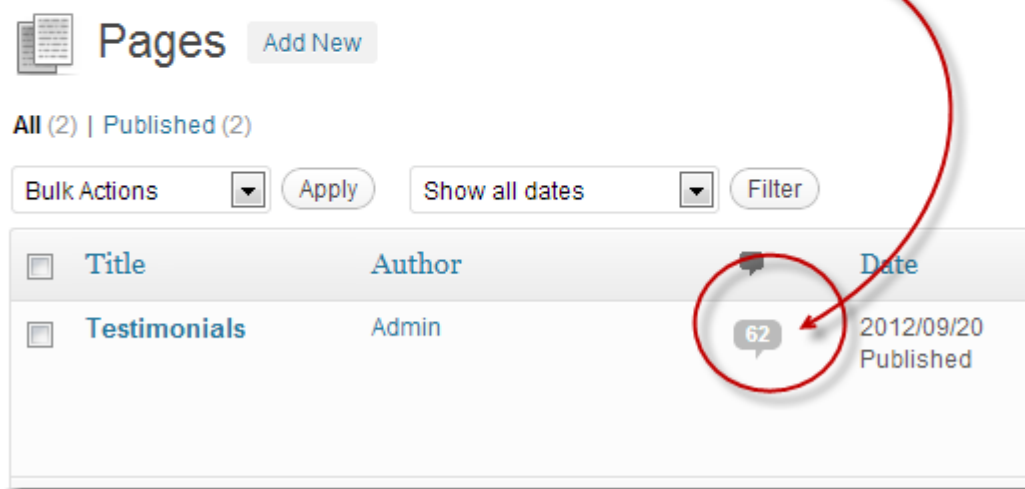 Pages Add New
All (2) | Published (2)
Bulk Actions Apply Show all dates Filter
Title Author Date
Testimonials Admin 62 2012/09/20
Published